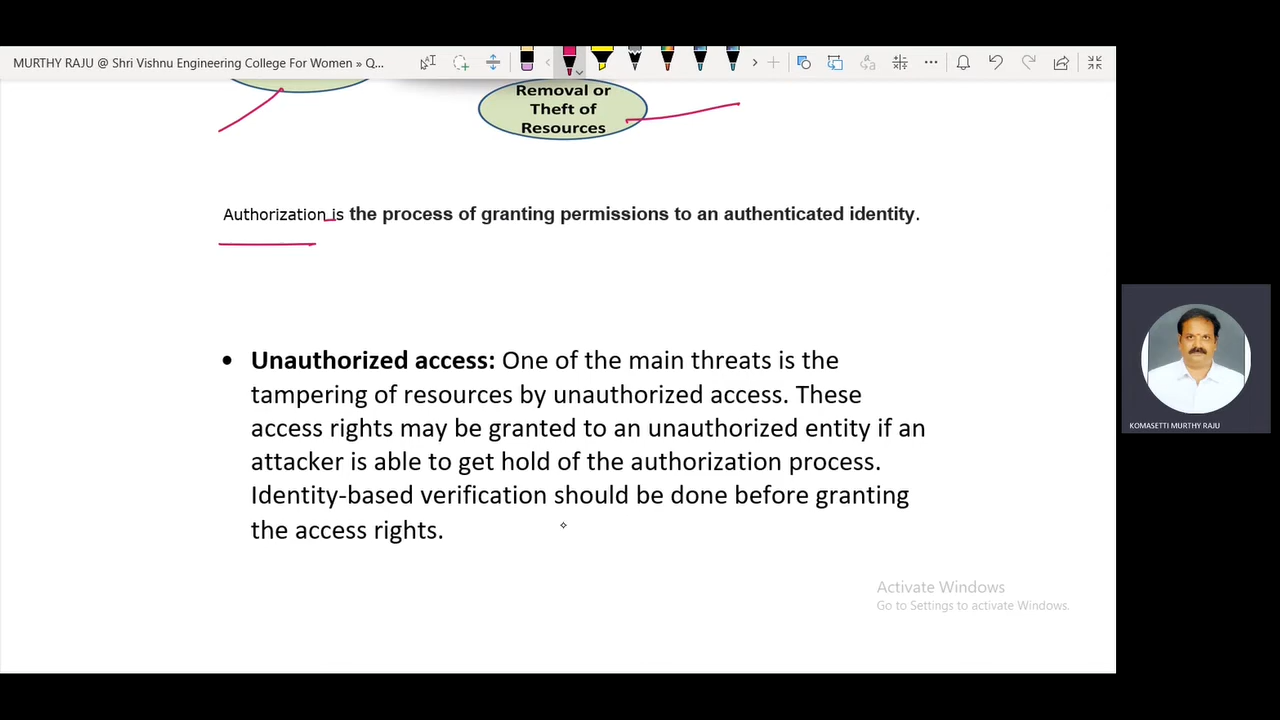 MURTHY RAJU @ Shri Vishnu Engineering College For Women » Q...
Removal or
Theft of
Resources
Authorization is the process of granting permissions to an authenticated identity.
• Unauthorized access: One of the main threats is the
tampering of resources by unauthorized access. These
access rights may be granted to an unauthorized entity if an
attacker is able to get hold of the authorization process.
Identity-based verification should be done before granting
the access rights.
KOMASETTI MURTHY RAJU
Activate Windows
Go to Settings to activate Windows.